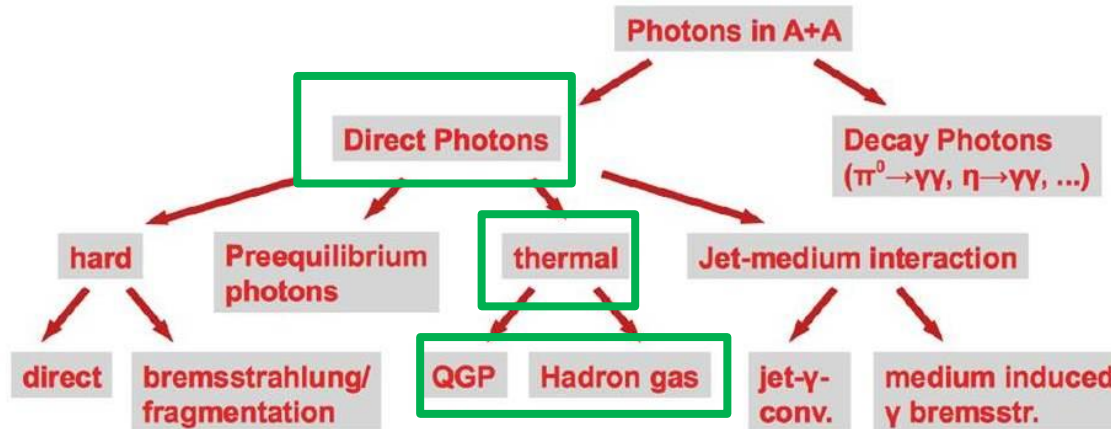 Photons in A+A
Direct Photons
Decay Photons
(π⁰→γγ, η→γγ, ...)
hard
Preequilibrium
photons
thermal
Jet-medium interaction
direct
bremsstrahlung/
fragmentation
QGP
Hadron gas
jet-γ-
conv.
medium induced
γ bremsstr.